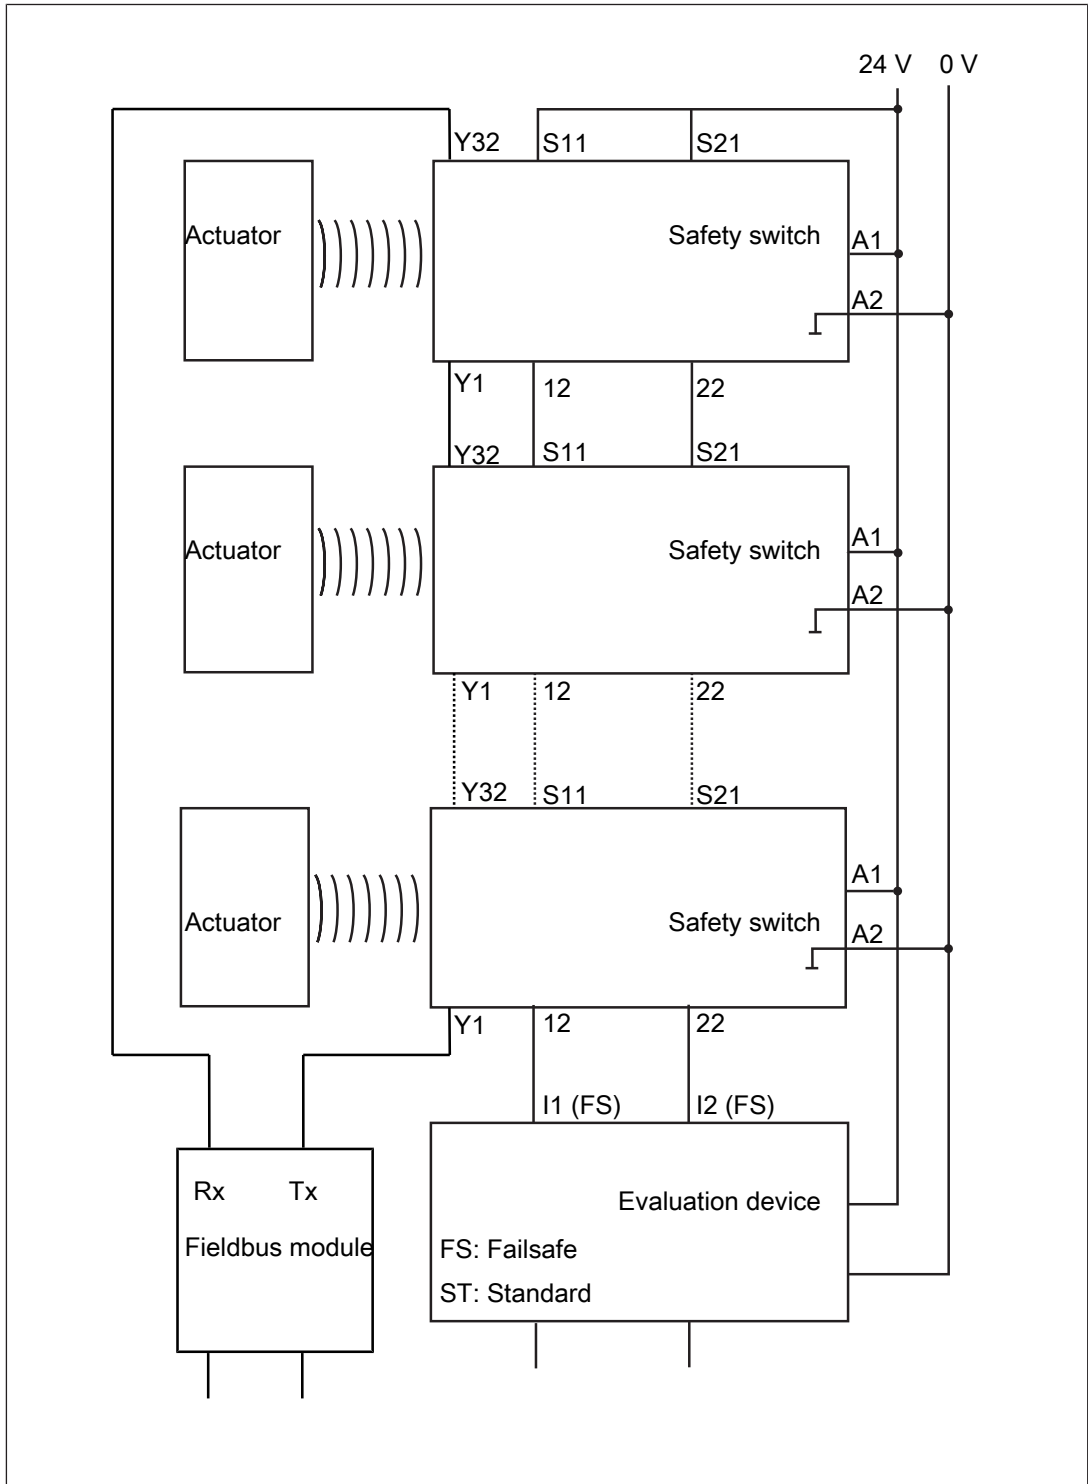 24 V 0 V
Y32 S11 S21
Actuator Safety switch A1
A2
Y1 12 22
Y32 S11 S21
Actuator Safety switch A1
A2
Y1 12 22
Y32 S11 S21
A1
Actuator Safety switch
A2
Y1 12 22
I1 (FS) I2 (FS)
Rx Tx Evaluation device
Fieldbus module FS: Failsafe
ST: Standard